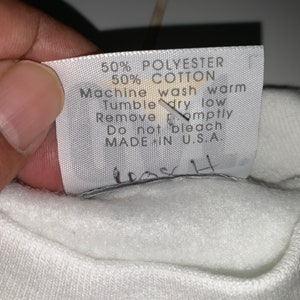 50% POLYESTER
50% COTTON
Machine wash warm
Tumble dry low
Remove promptly
Do not bleach
MADE IN U.S.A.